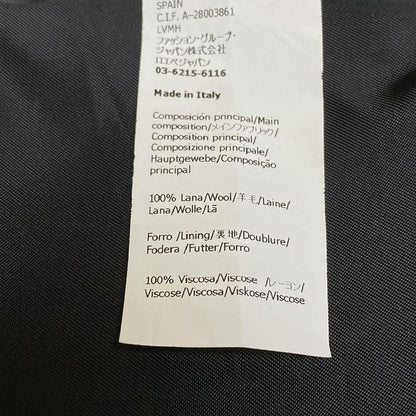 SPAIN
C.I.F. A-28003861
LVMH
ファッション・グループ・
ジャパン株式会社
ロエベジャパン
03-6215-6116
Made in Italy
Composición principal/Main
composition/メインファブリック/
Composition principal/
Composizione principale/
Hauptgewebe/Composição
principal
100% Lana/Wool/羊毛/Laine/
Lana/Wolle/Lã
Forro /Lining/裏地/Doublure/
Fodera /Futter/Forro
100% Viscosa/Viscose /レーヨン/
Viscose/Viscosa/Viskose/Viscose